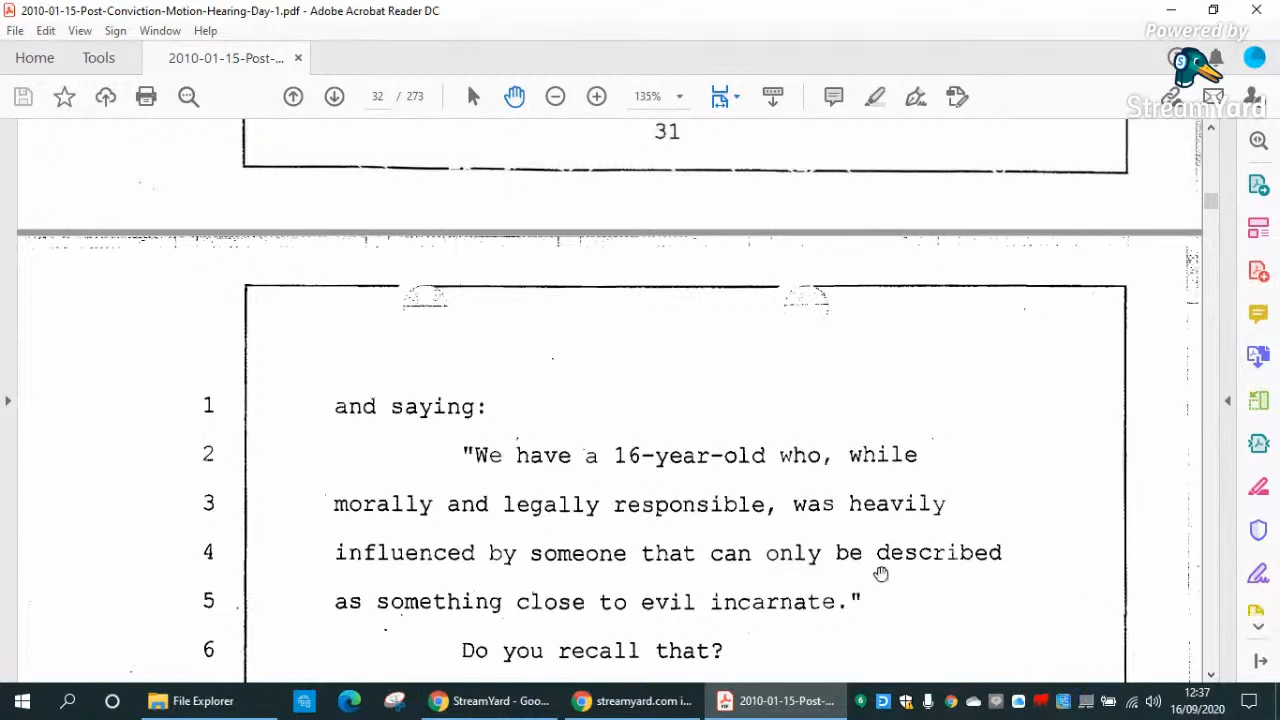 2010-01-15-Post-Conviction-Motion-Hearing-Day-1.pdf - Adobe Acrobat Reader DC
Powered by
File Edit View Sign Window Help
Home Tools 2010-01-15-Post-... ×
StreamYard
32 / 273 135%
31
1 and saying:
2 "We have a 16-year-old who, while
3 morally and legally responsible, was heavily
4 influenced by someone that can only be described
5 as something close to evil incarnate."
6 Do you recall that?
File Explorer StreamYard - Goo... streamyard.com i... 2010-01-15-Post-... 12:37
16/09/2020